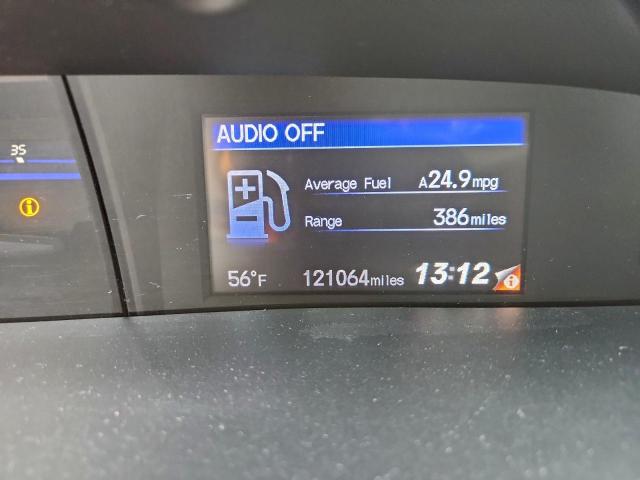 AUDIO OFF
35
Average Fuel A24.9mpg
Range 386miles
56°F 121064miles 13:12